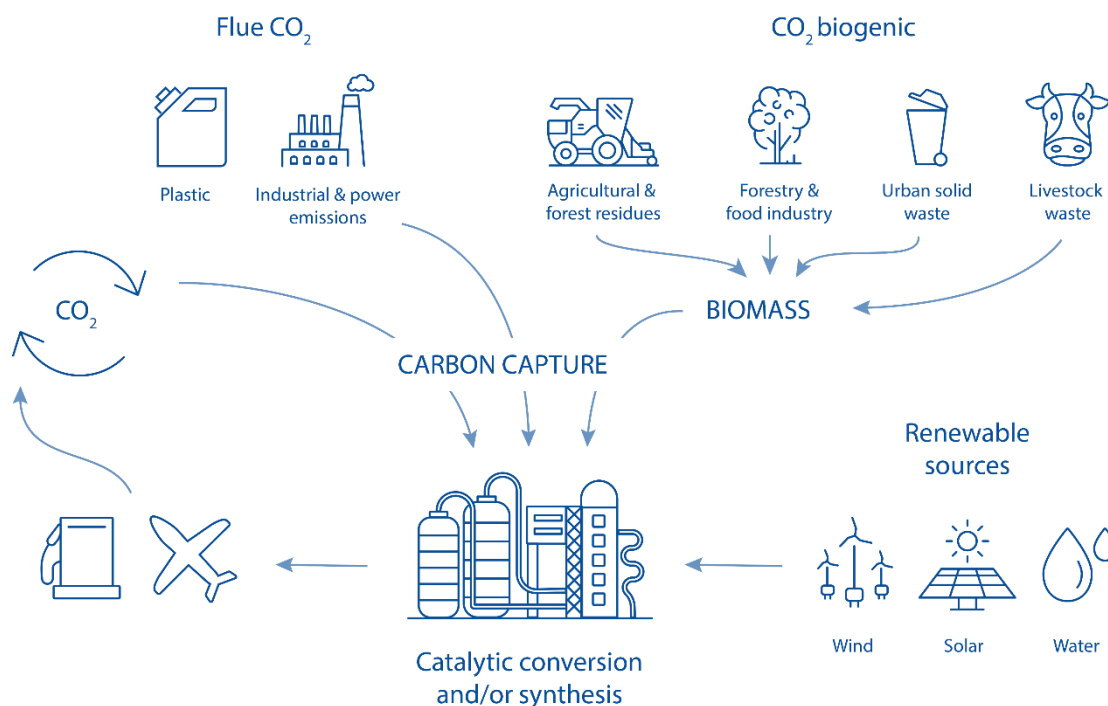 Flue CO₂
CO₂ biogenic
Plastic
Industrial & power
emissions
Agricultural &
forest residues
Forestry &
food industry
Urban solid
waste
Livestock
waste
CO₂
BIOMASS
CARBON CAPTURE
Renewable
sources
Wind
Solar
Water
Catalytic conversion
and/or synthesis